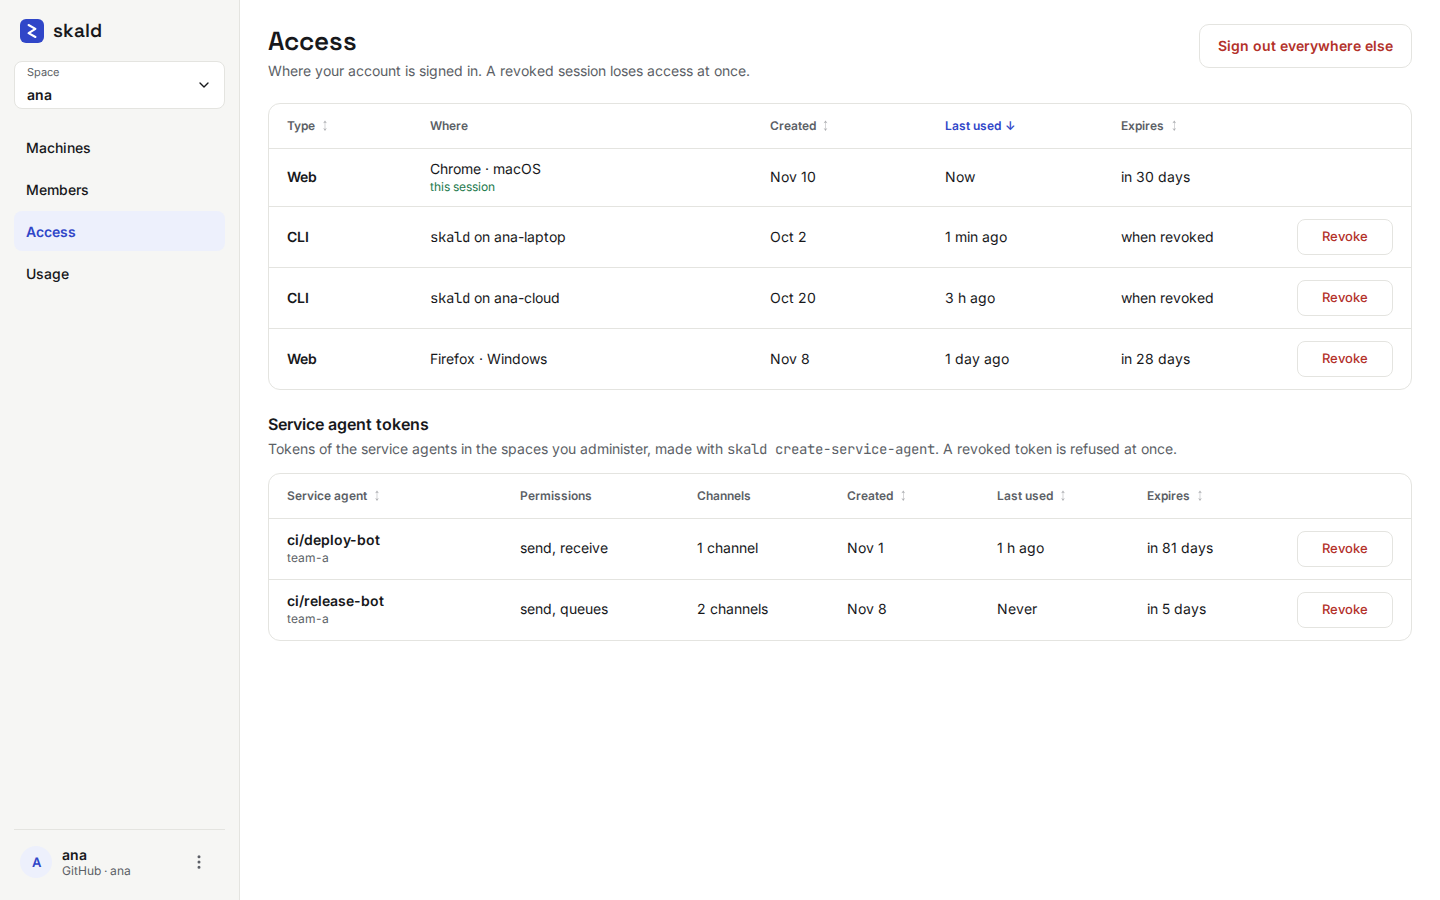 skald
Space
ana
Machines
Members
Access
Usage
A
ana
GitHub · ana
Access
Where your account is signed in. A revoked session loses access at once.
Sign out everywhere else
Type Where Created Last used Expires
Web Chrome · macOS this session Nov 10 Now in 30 days
CLI skald on ana-laptop Oct 2 1 min ago when revoked Revoke
CLI skald on ana-cloud Oct 20 3 h ago when revoked Revoke
Web Firefox · Windows Nov 8 1 day ago in 28 days Revoke
Service agent tokens
Tokens of the service agents in the spaces you administer, made with skald create-service-agent. A revoked token is refused at once.
Service agent Permissions Channels Created Last used Expires
ci/deploy-bot team-a send, receive 1 channel Nov 1 1 h ago in 81 days Revoke
ci/release-bot team-a send, queues 2 channels Nov 8 Never in 5 days Revoke